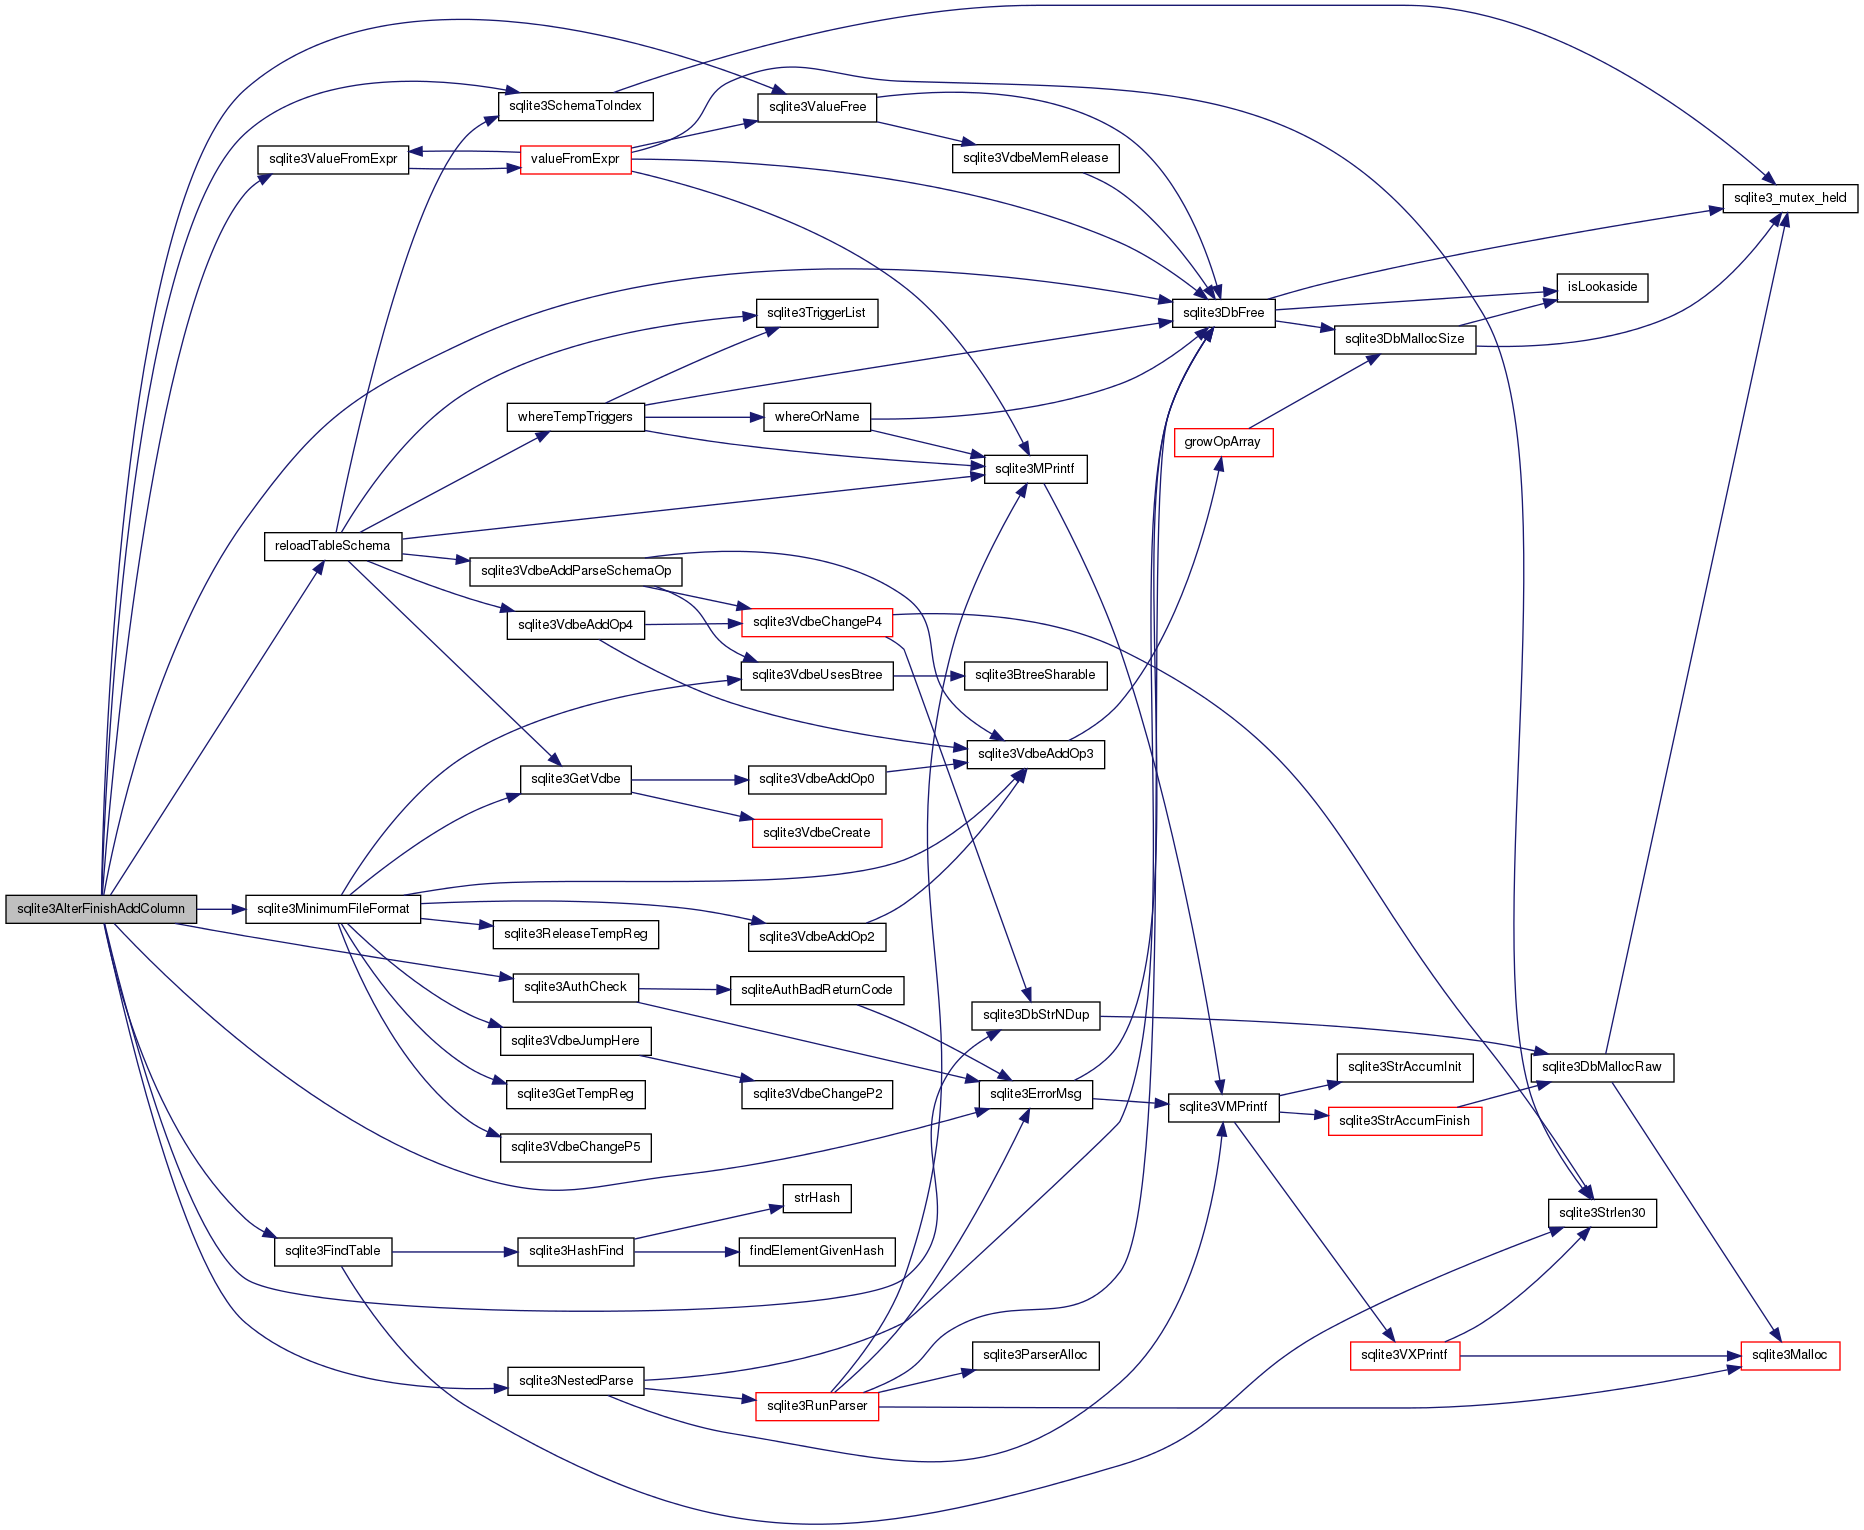 sqlite3ValueFree
sqlite3SchemaToIndex
sqlite3ValueFromExpr
valueFromExpr
sqlite3VdbeMemRelease
sqlite3_mutex_held
isLookaside
sqlite3TriggerList
sqlite3DbFree
sqlite3DbMallocSize
whereTempTriggers
whereOrName
growOpArray
sqlite3MPrintf
reloadTableSchema
sqlite3VdbeAddParseSchemaOp
sqlite3VdbeAddOp4
sqlite3VdbeChangeP4
sqlite3VdbeUsesBtree
sqlite3BtreeSharable
sqlite3VdbeAddOp3
sqlite3GetVdbe
sqlite3VdbeAddOp0
sqlite3VdbeCreate
sqlite3AlterFinishAddColumn
sqlite3MinimumFileFormat
sqlite3ReleaseTempReg
sqlite3VdbeAddOp2
sqlite3AuthCheck
sqliteAuthBadReturnCode
sqlite3DbStrNDup
sqlite3VdbeJumpHere
sqlite3StrAccumInit
sqlite3DbMallocRaw
sqlite3GetTempReg
sqlite3VdbeChangeP2
sqlite3ErrorMsg
sqlite3VMPrintf
sqlite3StrAccumFinish
sqlite3VdbeChangeP5
strHash
sqlite3Strlen30
sqlite3FindTable
sqlite3HashFind
findElementGivenHash
sqlite3ParserAlloc
sqlite3VXPrintf
sqlite3Malloc
sqlite3NestedParse
sqlite3RunParser